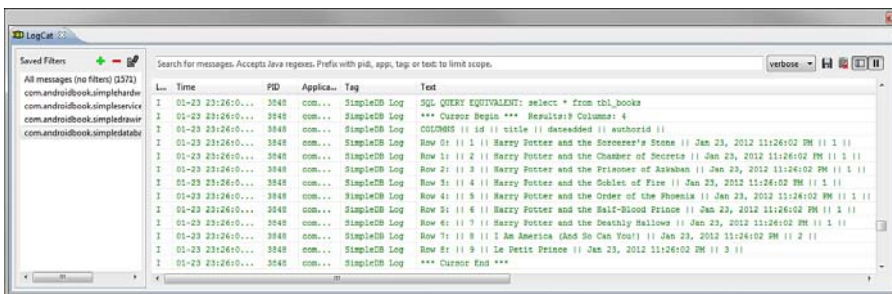 LogCat
Saved Filters
All messages (no filters) (1571)
com.androidbook.simplehardw
com.androidbook.simpleservice
com.androidbook.simpledrawin
com.androidbook.simpledataba
Search for messages. Accepts Java regexes. Prefix with pid:, app:, tag: or text: to limit scope.
verbose
L... Time PID Applica... Tag Text
I 01-23 23:26:0... 3848 com... SimpleDB Log SQL QUERY EQUIVALENT: select * from tbl_books
I 01-23 23:26:0... 3848 com... SimpleDB Log *** Cursor Begin *** Results:9 Columns: 4
I 01-23 23:26:0... 3848 com... SimpleDB Log COLUMNS || id || title || dateadded || authorid ||
I 01-23 23:26:0... 3848 com... SimpleDB Log Row 0: || 1 || Harry Potter and the Sorcerer's Stone || Jan 23, 2012 11:26:02 PM || 1 ||
I 01-23 23:26:0... 3848 com... SimpleDB Log Row 1: || 2 || Harry Potter and the Chamber of Secrets || Jan 23, 2012 11:26:02 PM || 1 ||
I 01-23 23:26:0... 3848 com... SimpleDB Log Row 2: || 3 || Harry Potter and the Prisoner of Azkaban || Jan 23, 2012 11:26:02 PM || 1 ||
I 01-23 23:26:0... 3848 com... SimpleDB Log Row 3: || 4 || Harry Potter and the Goblet of Fire || Jan 23, 2012 11:26:02 PM || 1 ||
I 01-23 23:26:0... 3848 com... SimpleDB Log Row 4: || 5 || Harry Potter and the Order of the Phoenix || Jan 23, 2012 11:26:02 PM || 1 ||
I 01-23 23:26:0... 3848 com... SimpleDB Log Row 5: || 6 || Harry Potter and the Half-Blood Prince || Jan 23, 2012 11:26:02 PM || 1 ||
I 01-23 23:26:0... 3848 com... SimpleDB Log Row 6: || 7 || Harry Potter and the Deathly Hallows || Jan 23, 2012 11:26:02 PM || 1 ||
I 01-23 23:26:0... 3848 com... SimpleDB Log Row 7: || 8 || I Am America (And So Can You!) || Jan 23, 2012 11:26:02 PM || 2 ||
I 01-23 23:26:0... 3848 com... SimpleDB Log Row 8: || 9 || Le Petit Prince || Jan 23, 2012 11:26:02 PM || 3 ||
I 01-23 23:26:0... 3848 com... SimpleDB Log *** Cursor End ***